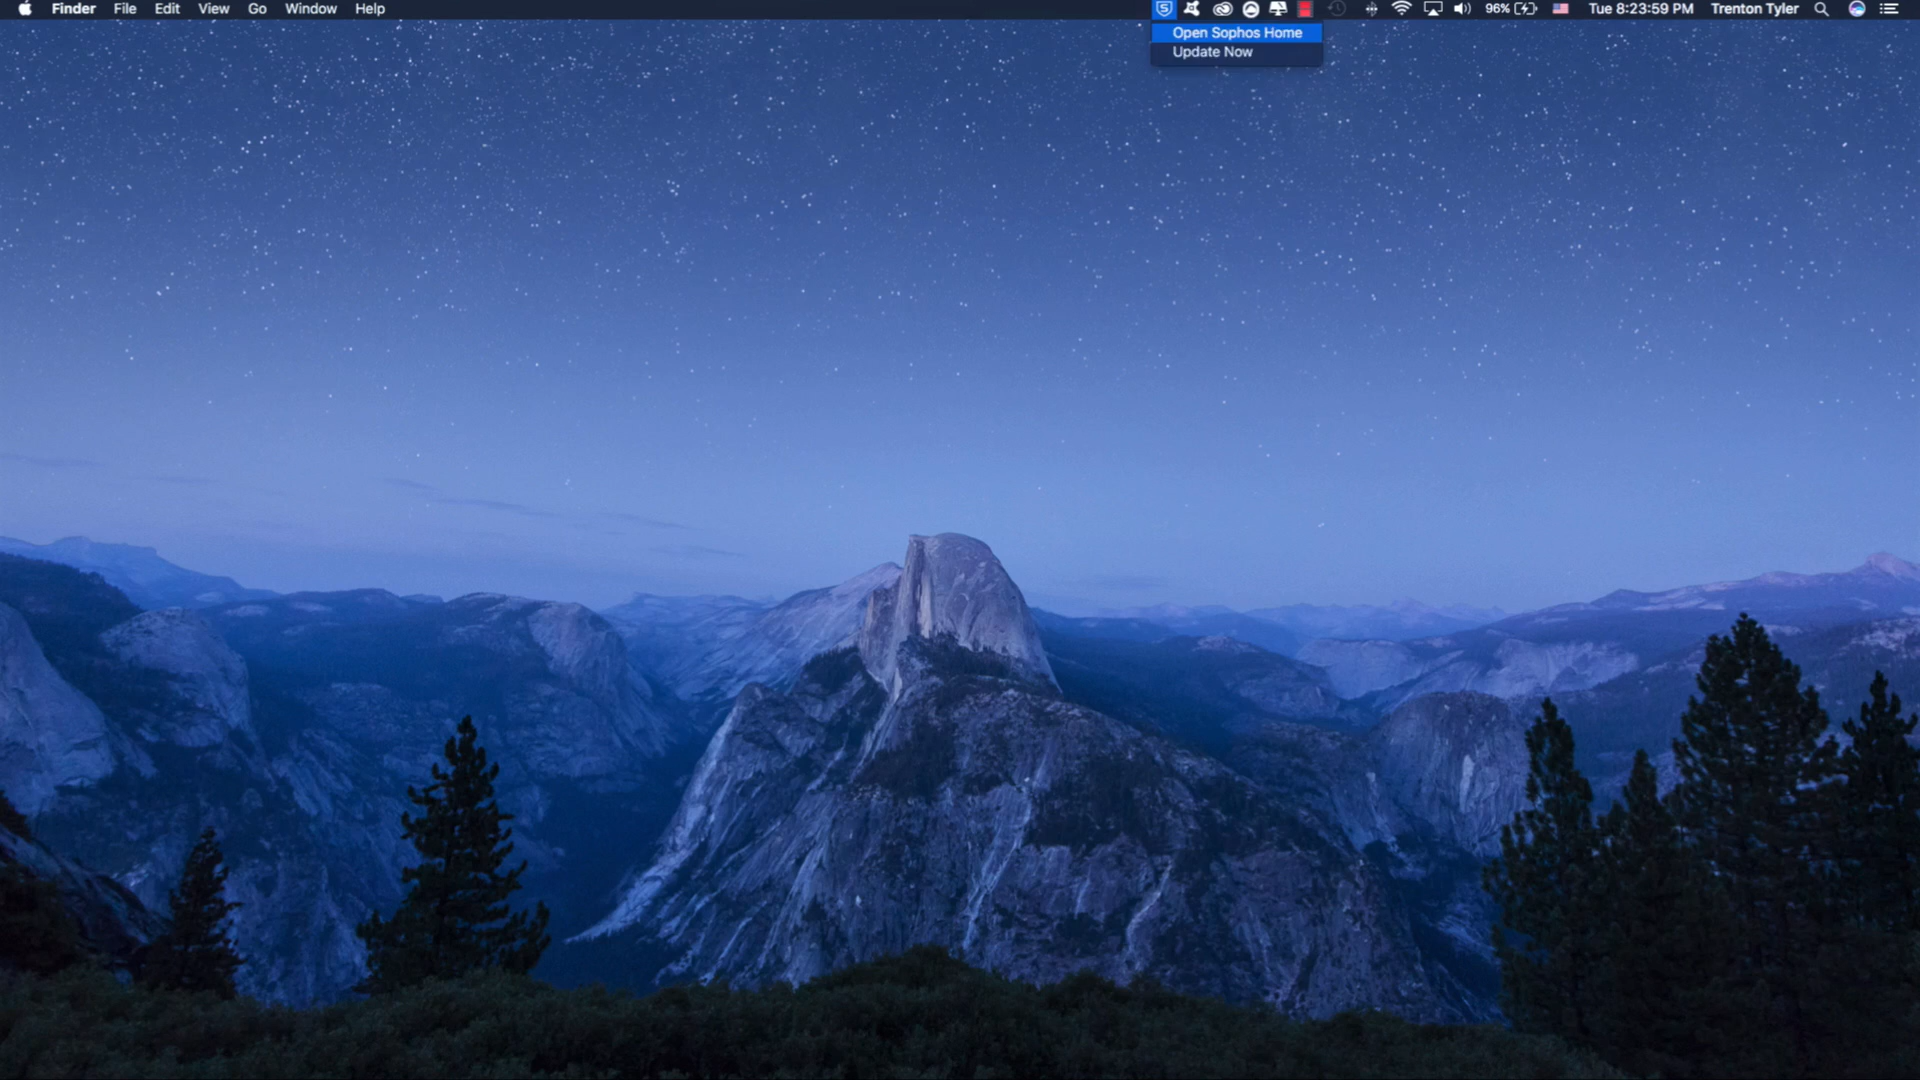 Finder File Edit View Go Window Help 96% Tue 8:23:59 PM Trenton Tyler
Open Sophos Home
Update Now